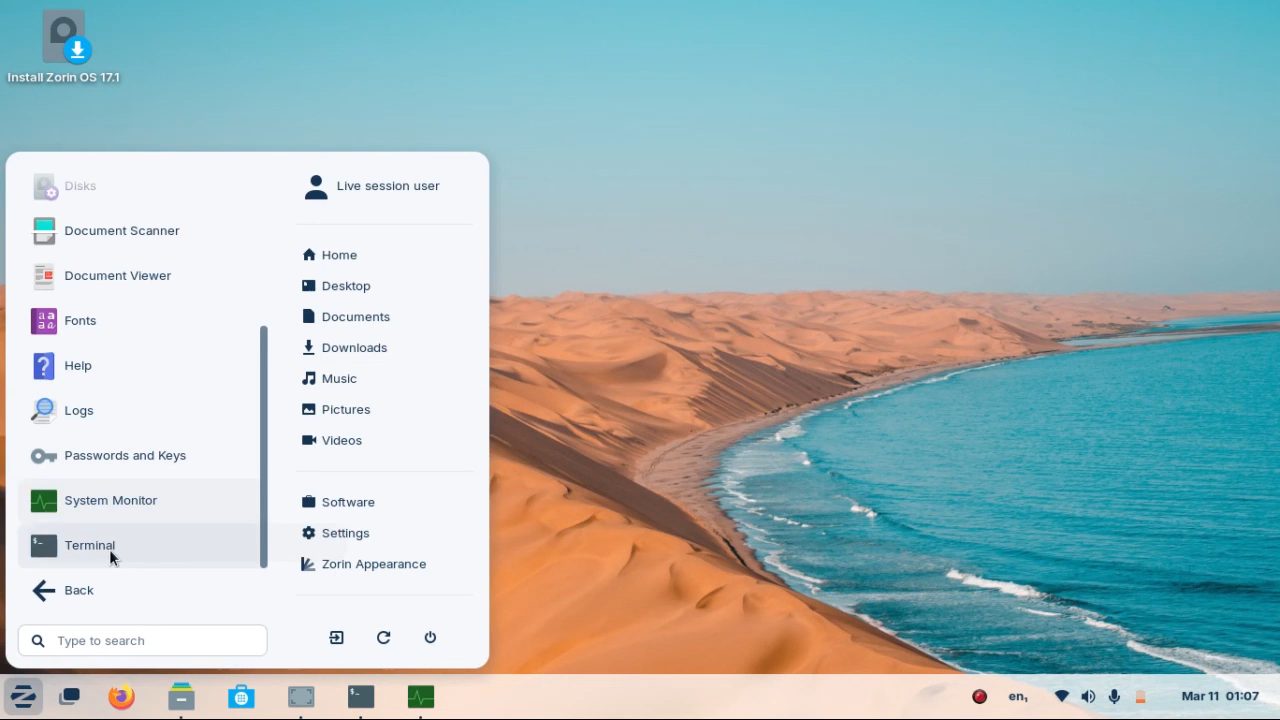 Install Zorin OS 17.1
Disks
Document Scanner
Document Viewer
Fonts
Help
Logs
Passwords and Keys
System Monitor
Terminal
Back
Type to search
Live session user
Home
Desktop
Documents
Downloads
Music
Pictures
Videos
Software
Settings
Zorin Appearance
en₁
Mar 11 01:07